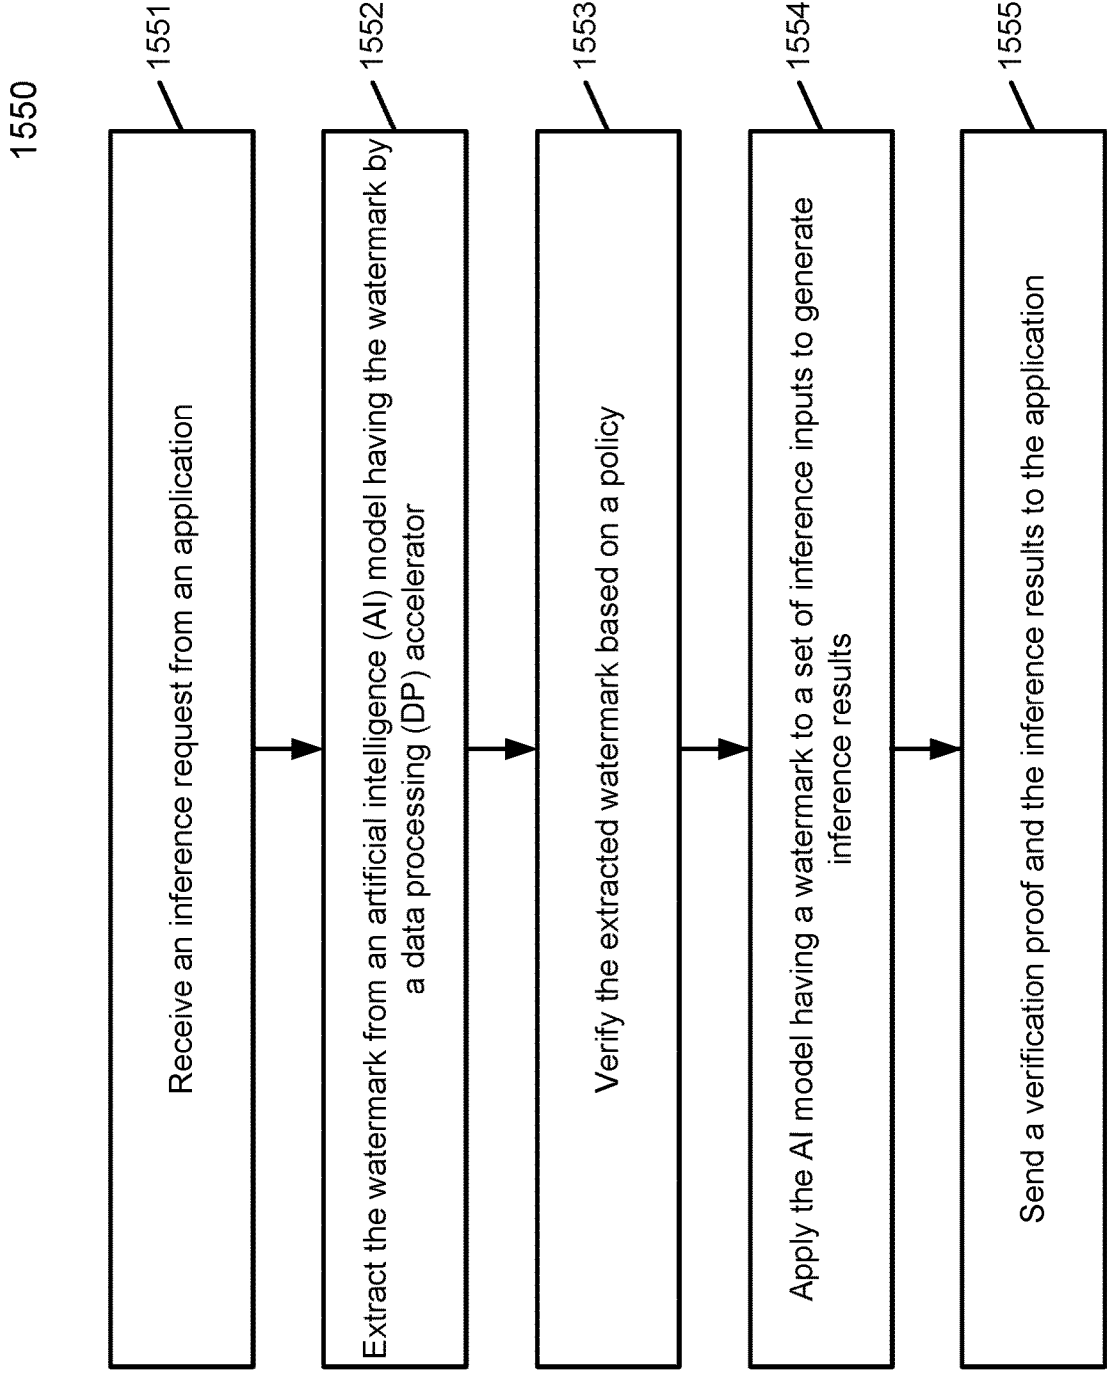 1550
1551
Receive an inference request from an application
1552
Extract the watermark from an artificial intelligence (AI) model having the watermark by
a data processing (DP) accelerator
1553
Verify the extracted watermark based on a policy
1554
Apply the AI model having a watermark to a set of inference inputs to generate
inference results
1555
Send a verification proof and the inference results to the application